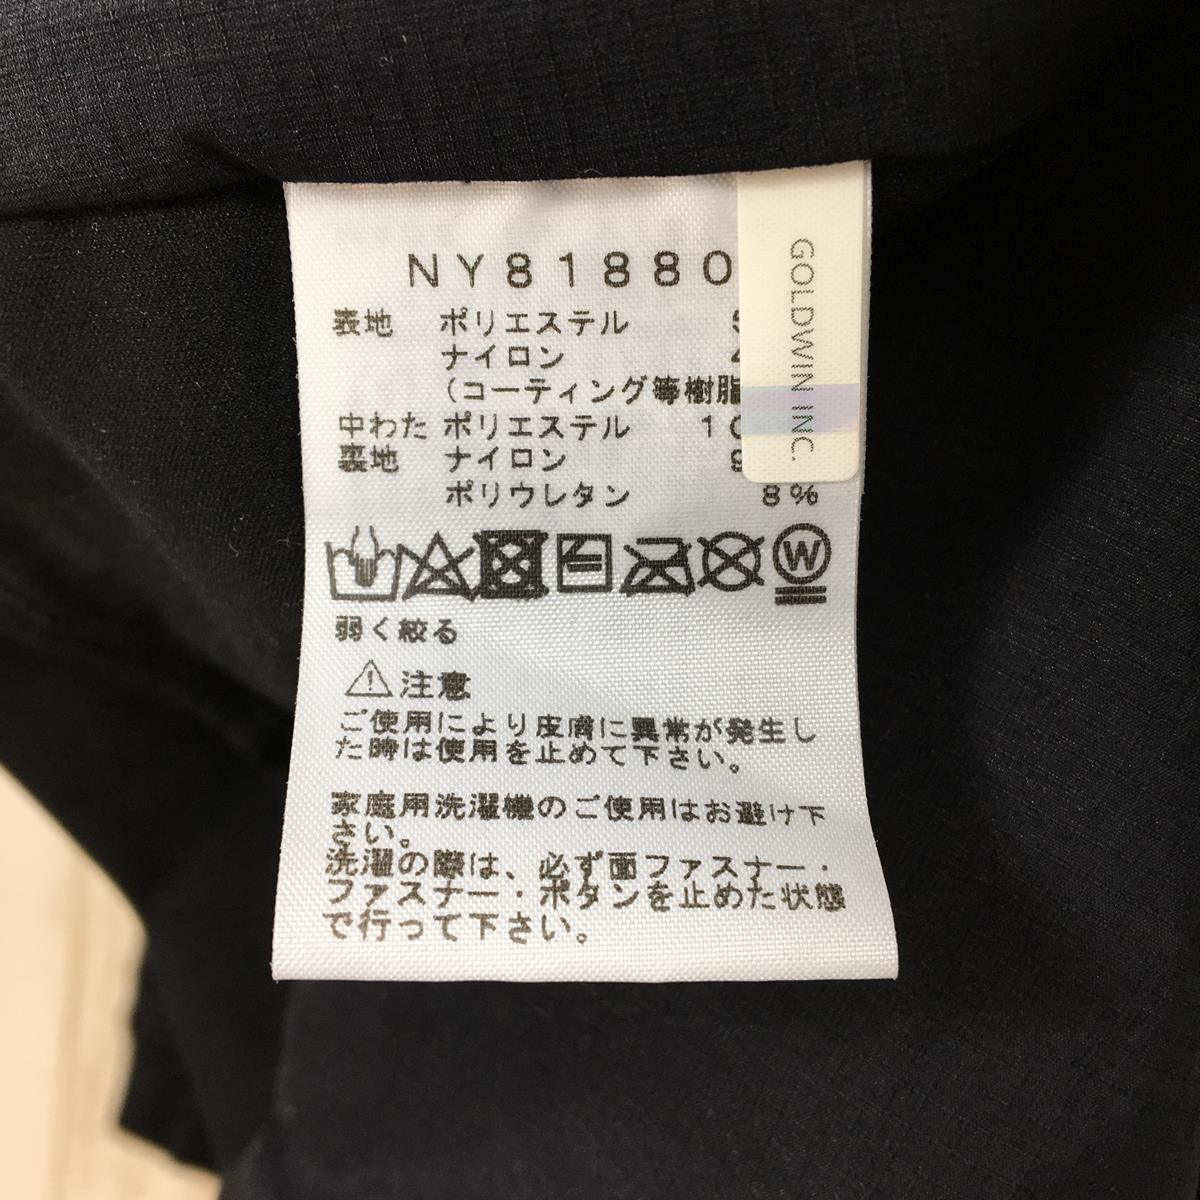 NY81880
GOLDWIN INC.
表地 ポリエステル
ナイロン
(コーティング等樹脂
中わた ポリエステル
裏地 ナイロン
ポリウレタン 8%
W
弱く絞る
注意
ご使用により皮膚に異常が発生し
た時は使用を止めて下さい。
家庭用洗濯機のご使用はお避け下
さい。
洗濯の際は、必ず面ファスナー・
ファスナー・ボタンを止めた状態
で行って下さい。